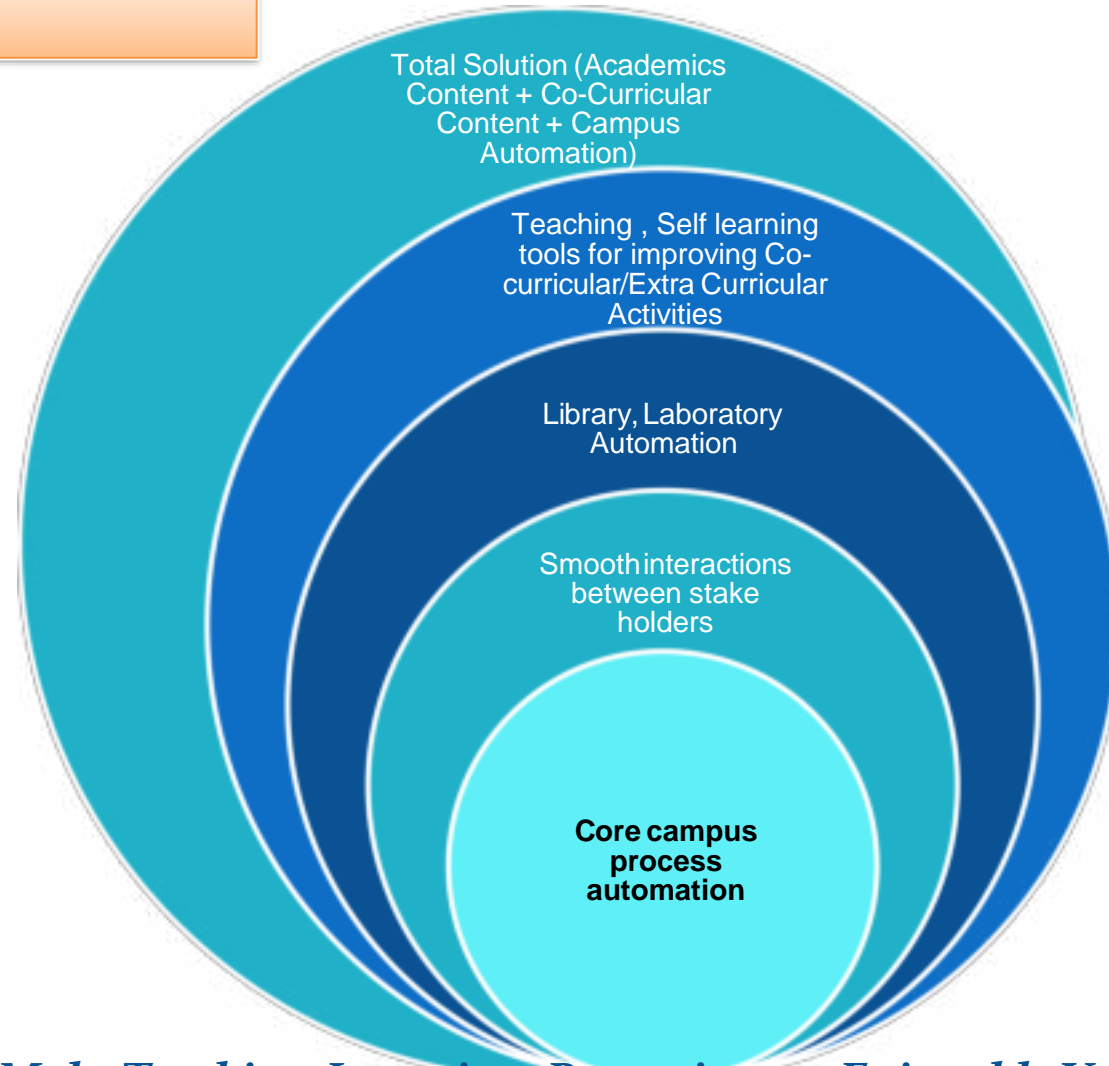 Total Solution (Academics
Content + Co-Curricular
Content + Campus
Automation)
Teaching , Self learning
tools for improving Co-
curricular/Extra Curricular
Activities
Library, Laboratory
Automation
Smooth interactions
between stake
holders
Core campus
process
automation